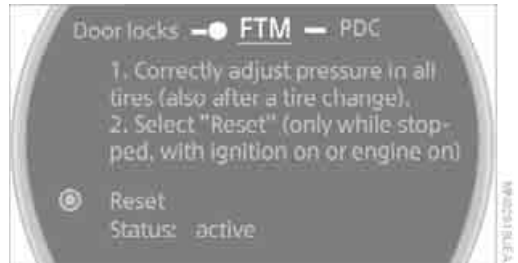 Door locks FTM PDC
1. Correctly adjust pressure in all
tires (also after a tire change).
2. Select "Reset" (only while stop-
ped, with ignition on or engine on)
Reset
Status: active